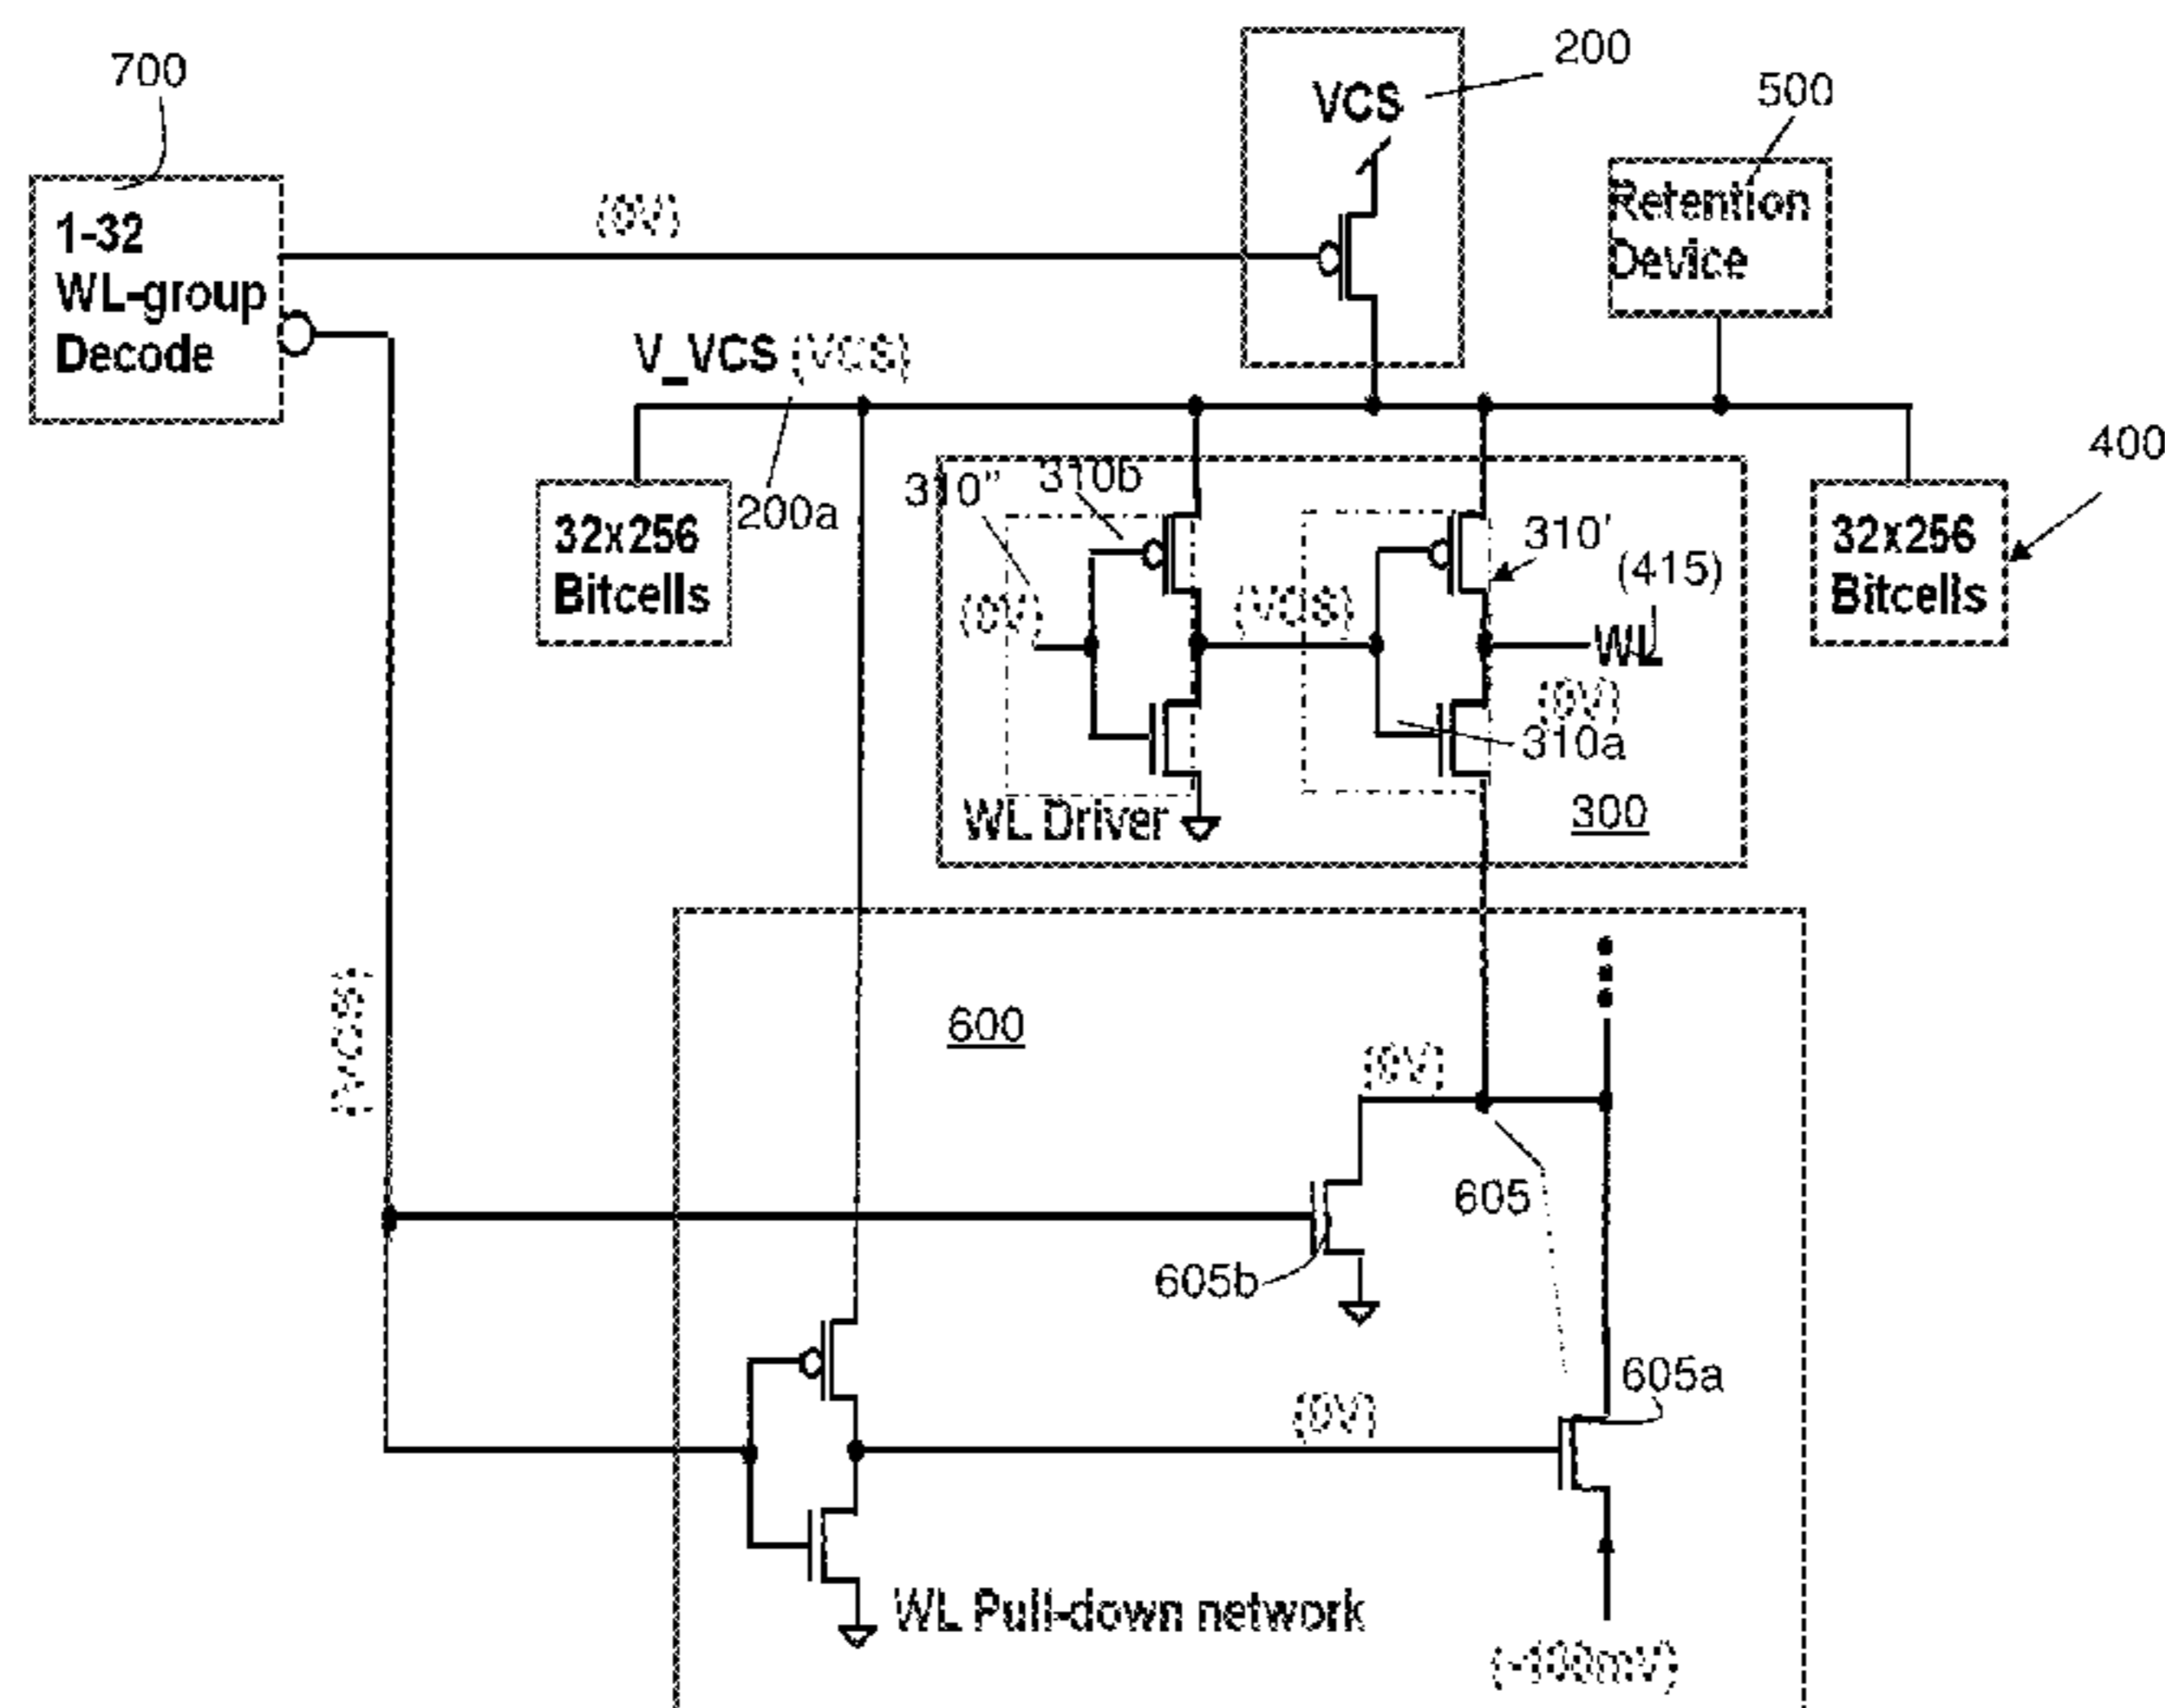 700
200
VCS
500
1-32
WL-group
Decode
(0V)
Retention
Device
V_VCS (VCS)
400
310"
310b
200a
32x256
Bitcells
310'
(415)
32x256
Bitcells
(0V)
(VCS)
WL
(0V)
310a
WL Driver
300
600
(VCS)
(0V)
605
605b
605a
(0V)
WL Pull-down network
(-100mV)